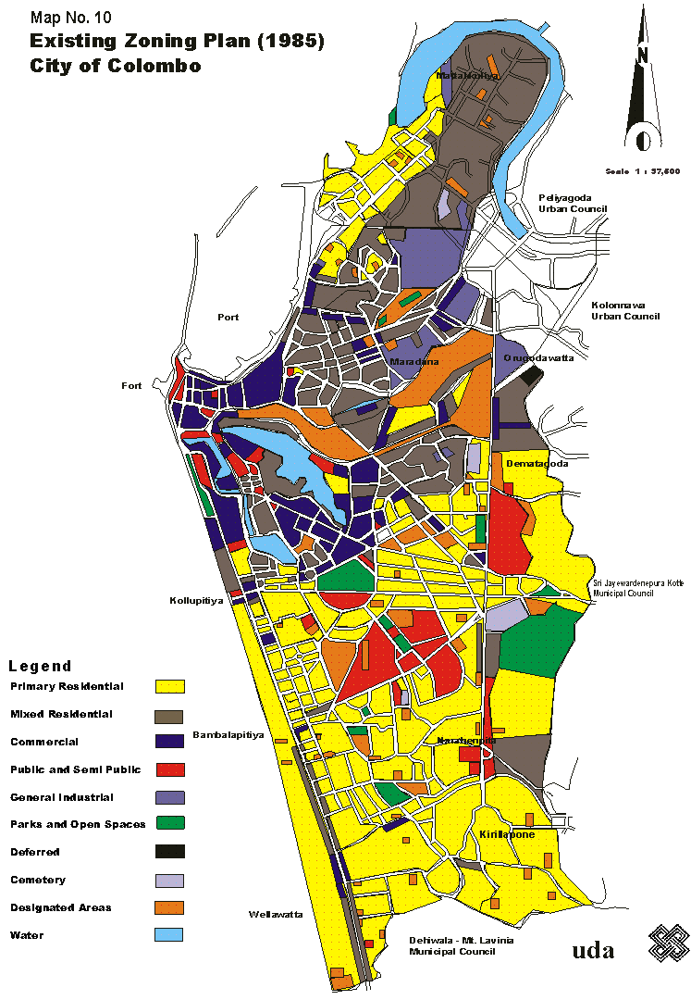 Map No. 10
Existing Zoning Plan (1985)
City of Colombo
N
Scale 1 : 37,500
Mattakkuliya
Peliyagoda
Urban Council
Kolonnawa
Urban Council
Port
Maradana
Orugodawatta
Fort
Dematagoda
Sri Jayewardenepura Kotte
Municipal Council
Kollupitiya
Legend
Primary Residential
Mixed Residential
Commercial
Public and Semi Public
General Industrial
Parks and Open Spaces
Deferred
Cemetery
Designated Areas
Water
Bambalapitiya
Narahenpita
Kirillapone
Wellawatta
Dehiwala - Mt. Lavinia
Municipal Council
uda